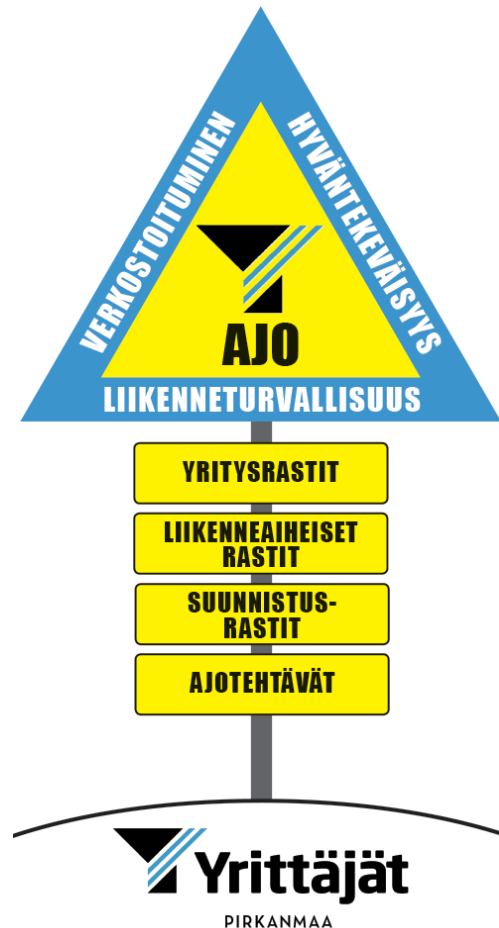 VERKOSTOITUMINEN
HYVÄNTEKEVÄISYYS
AJO
LIIKENNETURVALLISUUS
YRITYSRASTIT
LIIKENNEAIHEISET
RASTIT
SUUNNISTUS-
RASTIT
AJOTEHTÄVÄT
Yrittäjät
PIRKANMAA